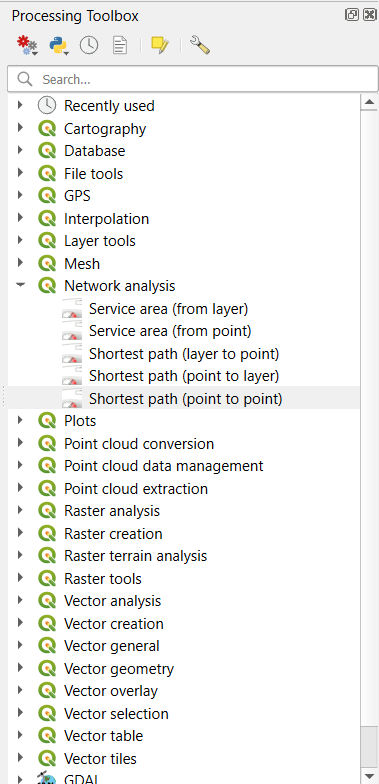 Processing Toolbox
Search...
Recently used
Cartography
Database
File tools
GPS
Interpolation
Layer tools
Mesh
Network analysis
Service area (from layer)
Service area (from point)
Shortest path (layer to point)
Shortest path (point to layer)
Shortest path (point to point)
Plots
Point cloud conversion
Point cloud data management
Point cloud extraction
Raster analysis
Raster creation
Raster terrain analysis
Raster tools
Vector analysis
Vector creation
Vector general
Vector geometry
Vector overlay
Vector selection
Vector table
Vector tiles
GDAL